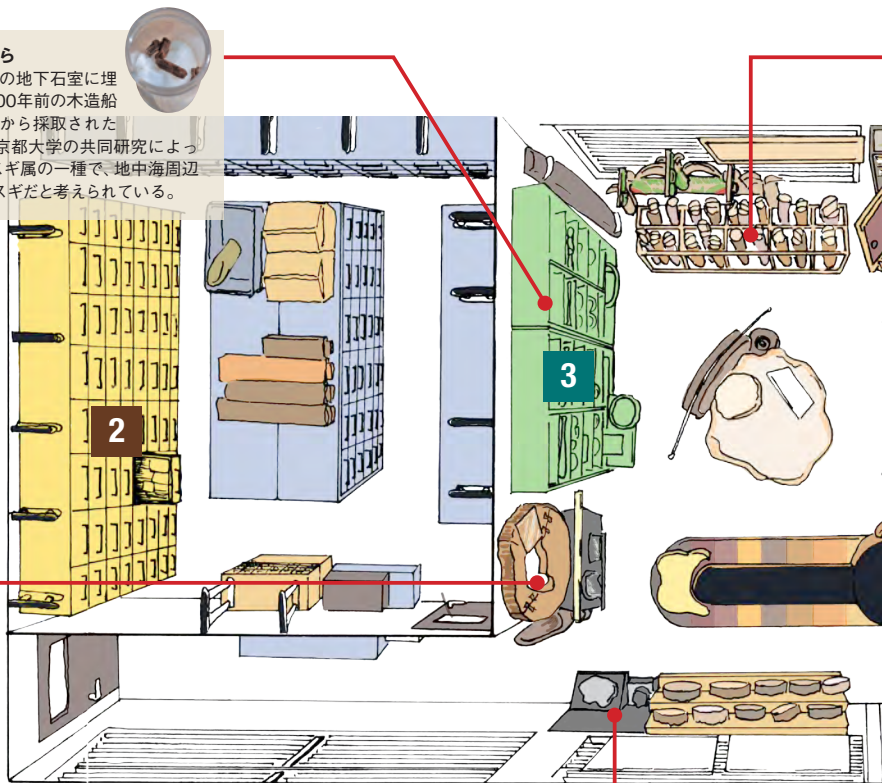 ら
の地下石室に埋
00年前の木造船
から採取された
京都大学の共同研究によっ
スギ属の一種で、地中海周辺
スギだと考えられている。
2
3